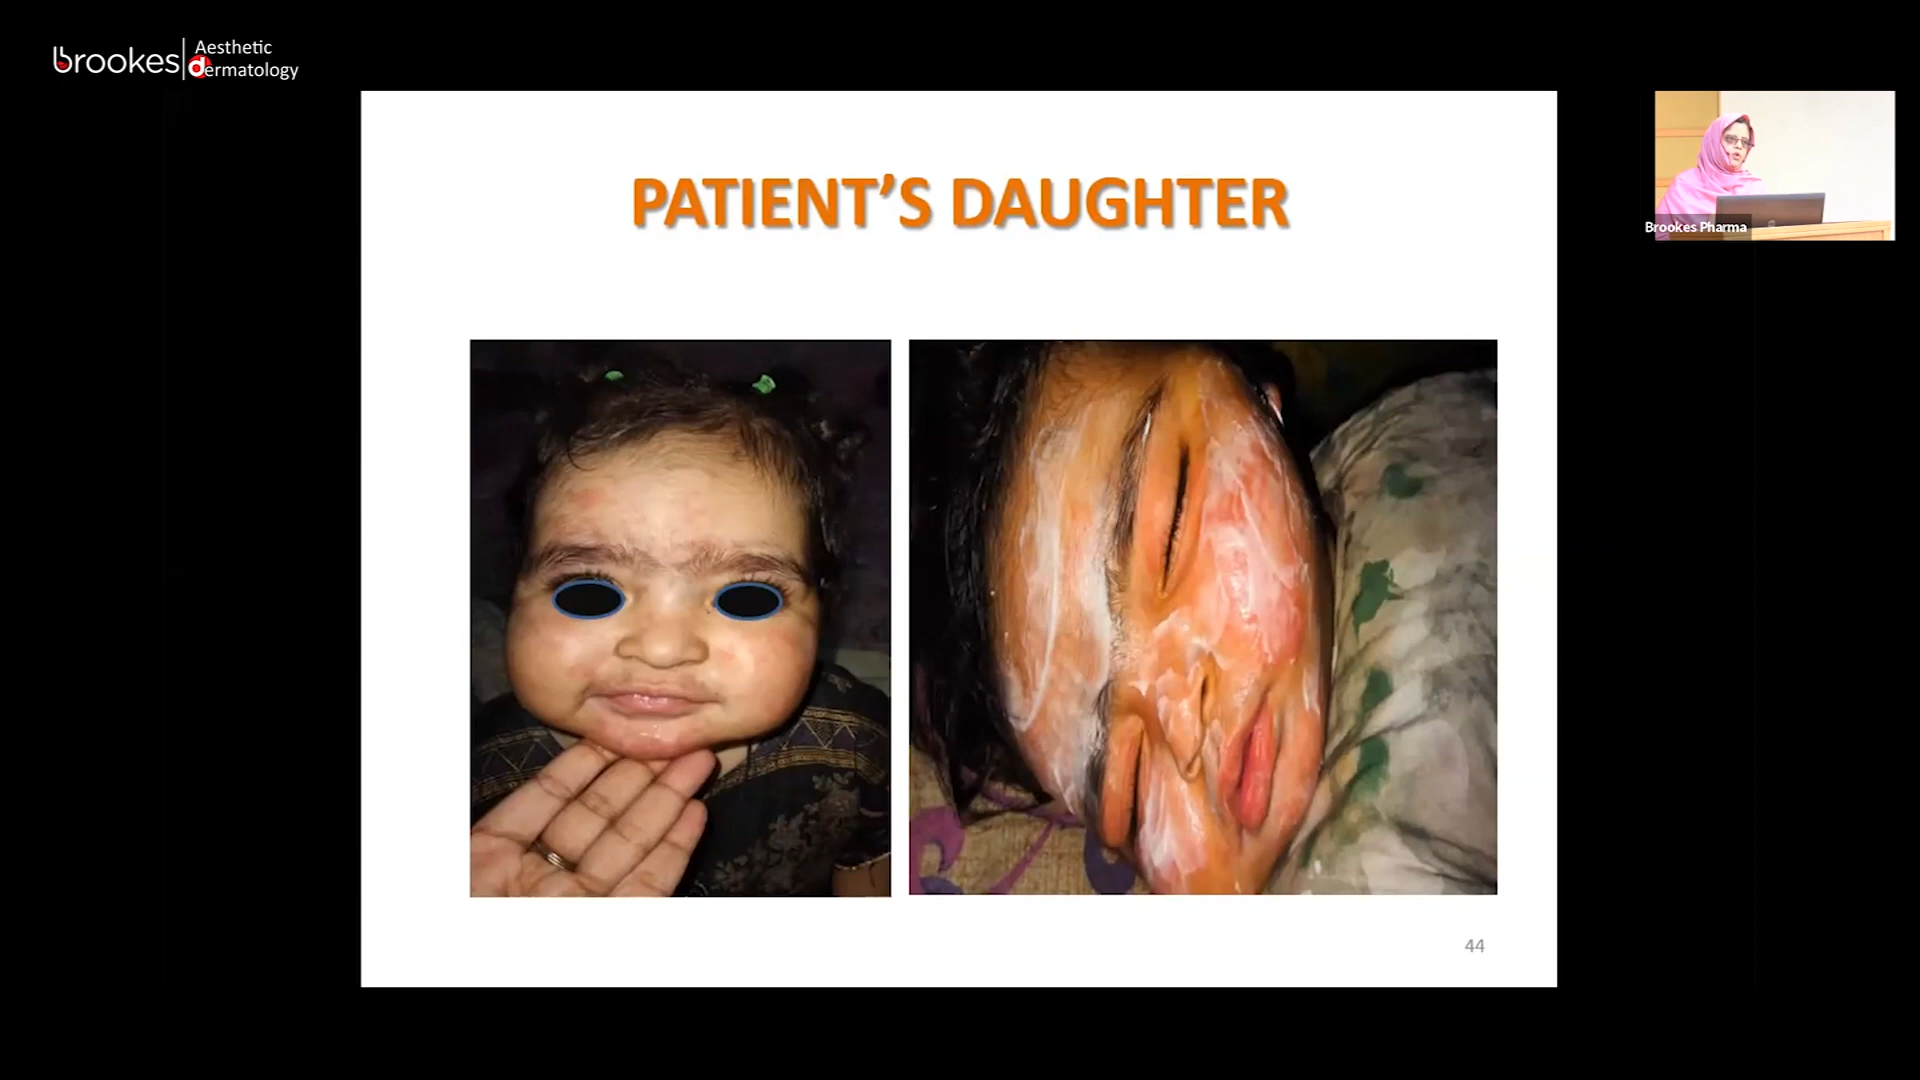 brookes
Aesthetic
dermatology
PATIENT’S DAUGHTER
Brookes Pharma
44